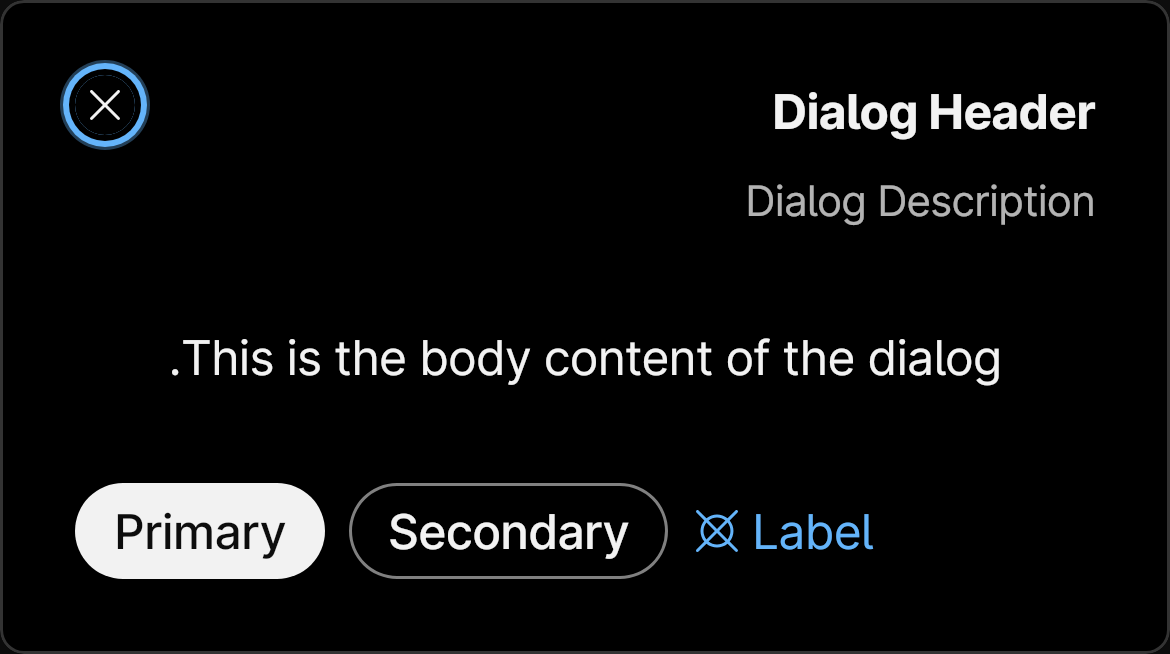 Dialog Header
Dialog Description
.This is the body content of the dialog
Primary
Secondary
Label